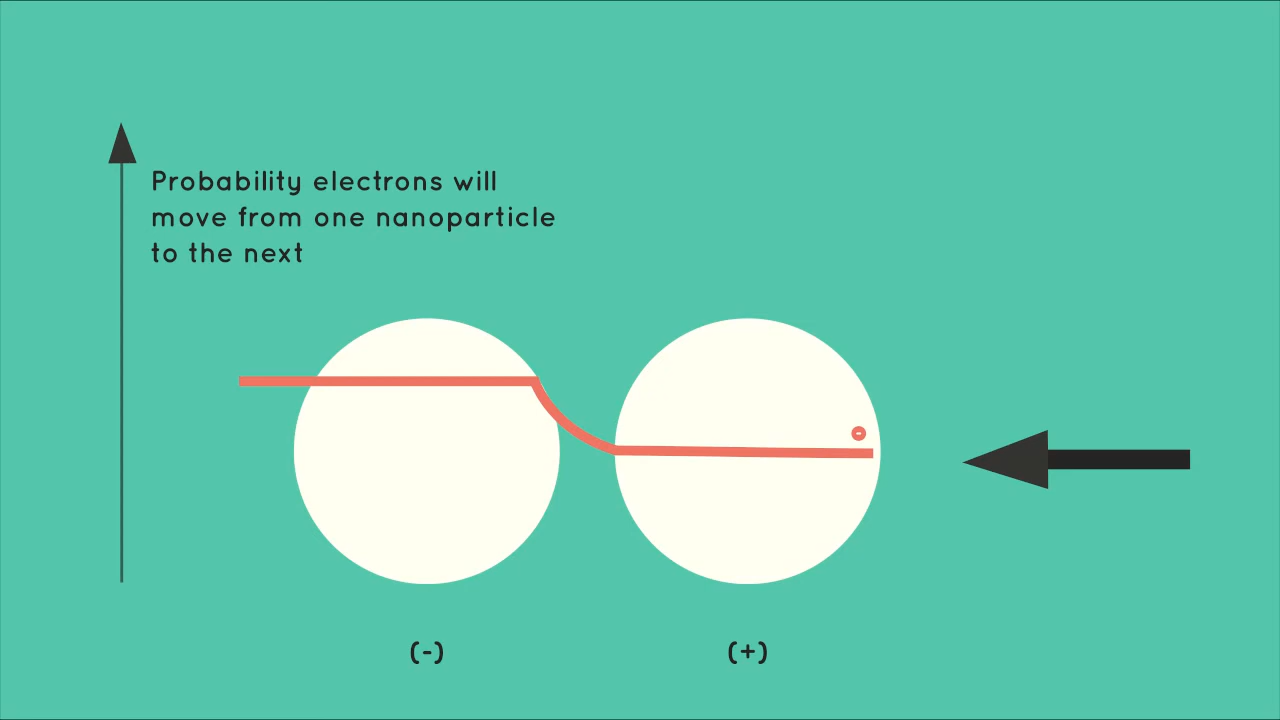 Probability electrons will
move from one nanoparticle
to the next
-
(-) (+)